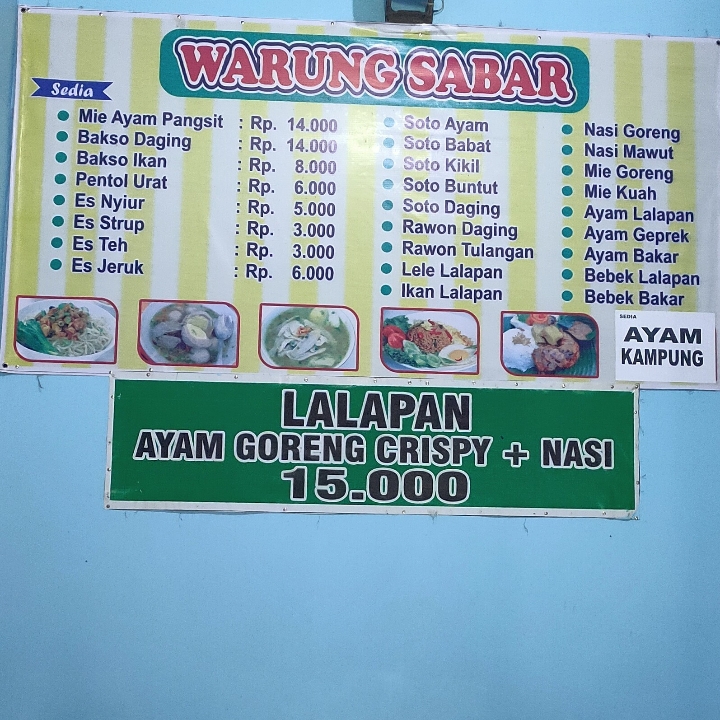 WARUNG SABAR
Sedia
Mie Ayam Pangsit : Rp. 14.000
Bakso Daging : Rp. 14.000
Bakso Ikan : Rp. 8.000
Pentol Urat : Rp. 6.000
Es Nyiur : Rp. 5.000
Es Strup : Rp. 3.000
Es Teh : Rp. 3.000
Es Jeruk : Rp. 6.000
Soto Ayam
Soto Babat
Soto Kikil
Soto Buntut
Soto Daging
Rawon Daging
Rawon Tulangan
Lele Lalapan
Ikan Lalapan
Nasi Goreng
Nasi Mawut
Mie Goreng
Mie Kuah
Ayam Lalapan
Ayam Geprek
Ayam Bakar
Bebek Lalapan
Bebek Bakar
SEDIA
AYAM
KAMPUNG
LALAPAN
AYAM GORENG CRISPY + NASI
15.000